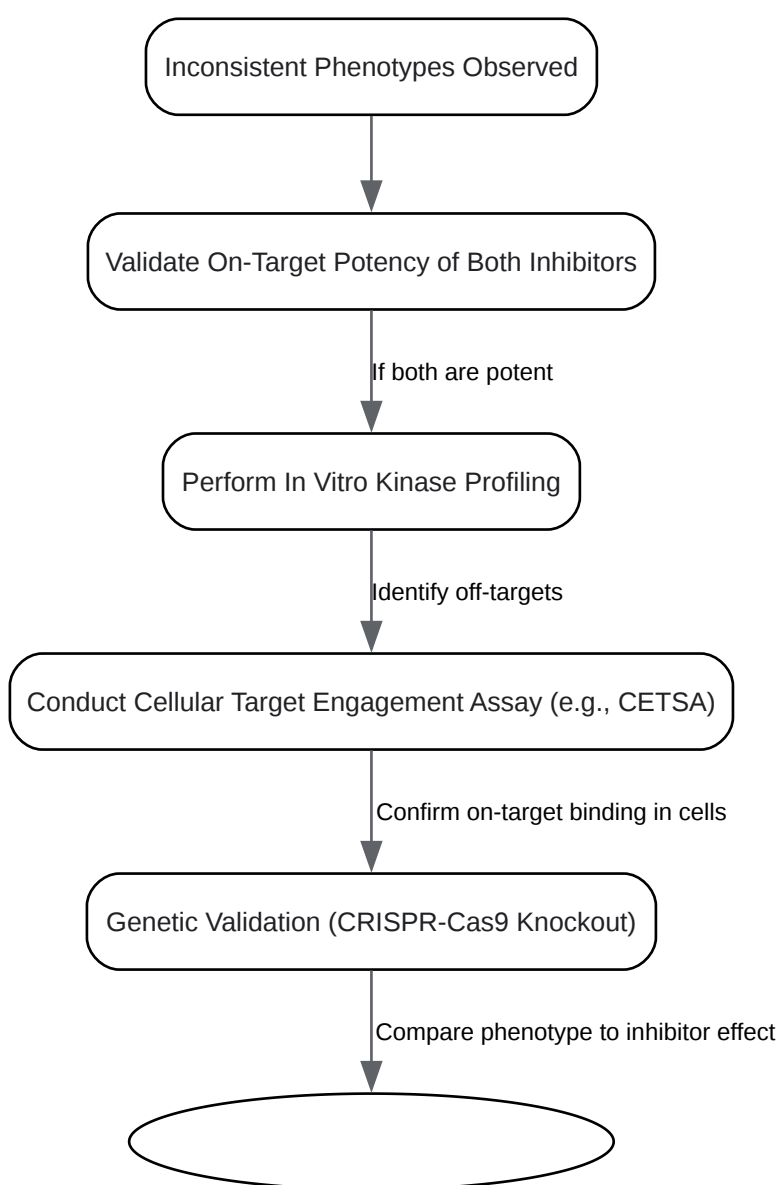 Inconsistent Phenotypes Observed
Validate On-Target Potency of Both Inhibitors
If both are potent
Perform In Vitro Kinase Profiling
Identify off-targets
Conduct Cellular Target Engagement Assay (e.g., CETSA)
Confirm on-target binding in cells
Genetic Validation (CRISPR-Cas9 Knockout)
Compare phenotype to inhibitor effect